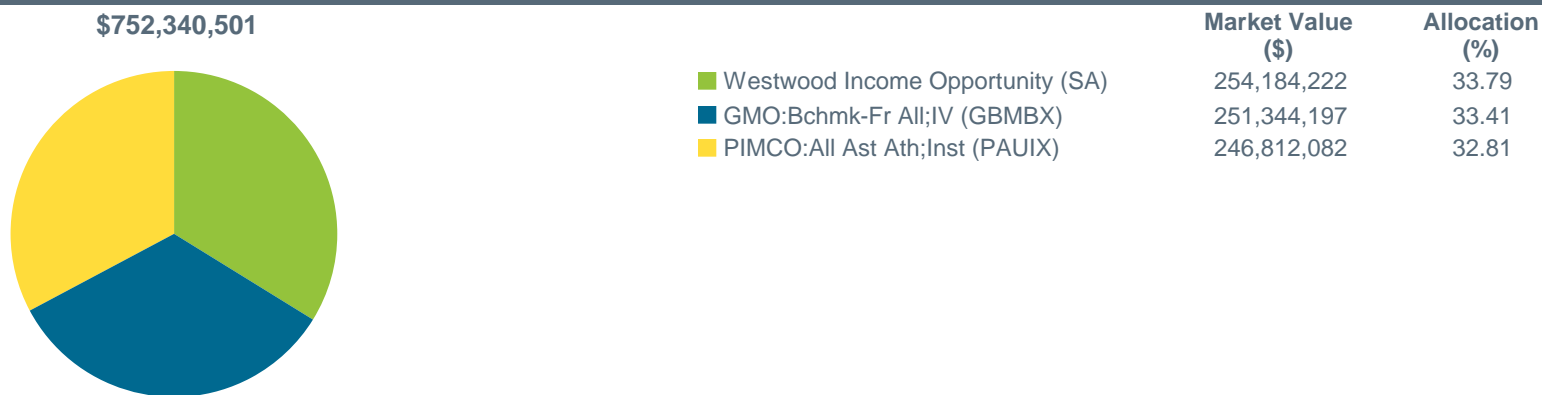 $752,340,501
Market Value Allocation
($) (%)
Westwood Income Opportunity (SA) 254,184,222 33.79
GMO:Bchmk-Fr All;IV (GBMBX) 251,344,197 33.41
PIMCO:All Ast Ath;Inst (PAUIX) 246,812,082 32.81